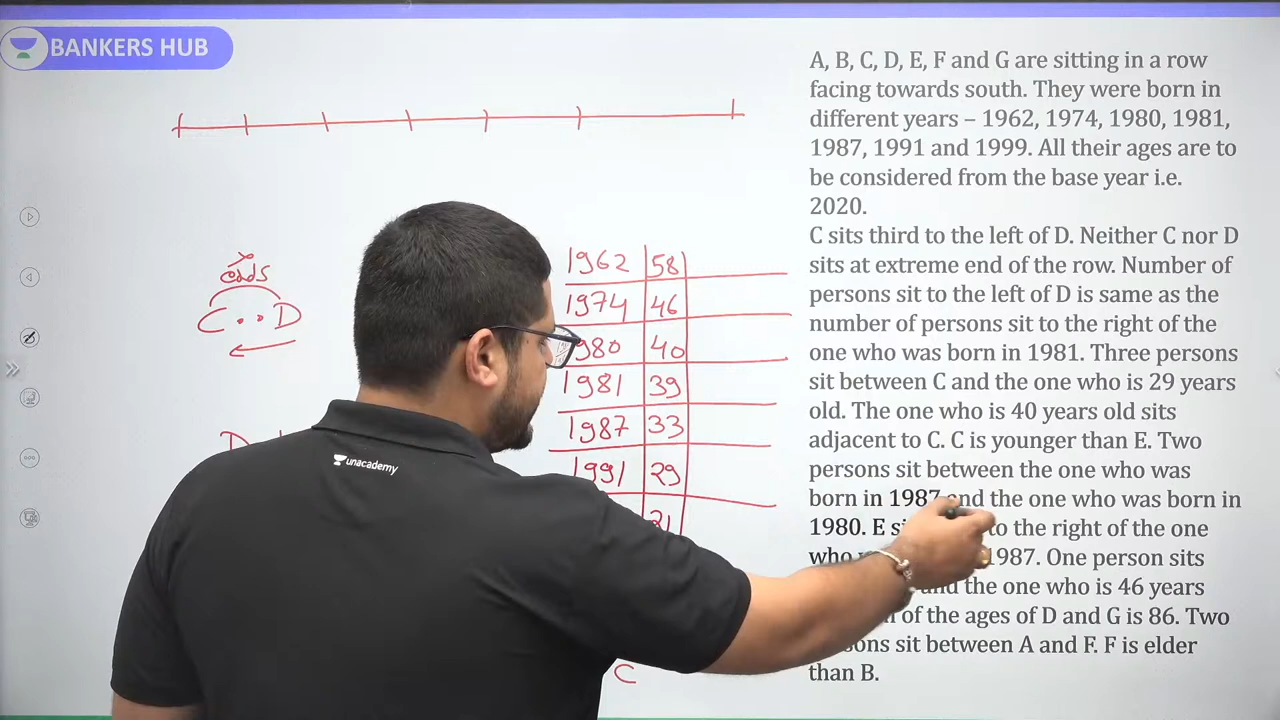 BANKERS HUB
A, B, C, D, E, F and G are sitting in a row
facing towards south. They were born in
different years – 1962, 1974, 1980, 1981,
1987, 1991 and 1999. All their ages are to
be considered from the base year i.e.
2020.
C sits third to the left of D. Neither C nor D
sits at extreme end of the row. Number of
persons sit to the left of D is same as the
number of persons sit to the right of the
one who was born in 1981. Three persons
sit between C and the one who is 29 years
old. The one who is 40 years old sits
adjacent to C. C is younger than E. Two
persons sit between the one who was
born in 1987 and the one who was born in
1980. E to the right of the one
who 1987. One person sits
and the one who is 46 years
of the ages of D and G is 86. Two
between A and F. F is elder
than B.
ends
C . . D
D
1962 58
1974 46
980 40
1981 39
1987 33
1991 29
21
C
unacademy